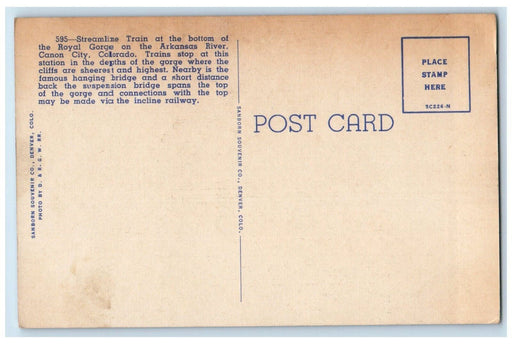 595—Streamline Train at the bottom of
the Royal Gorge on the Arkansas River,
Canon City, Colorado. Trains stop at this
station in the depths of the gorge where the
cliffs are sheerest and highest. Nearby is the
famous hanging bridge and a short distance
back the suspension bridge spans the top
of the gorge and connections with the top
may be made via the incline railway.
SANBORN SOUVENIR CO., DENVER, COLO.
PHOTO BY D. & R. G. W. RR.
SANBORN SOUVENIR CO., DENVER, COLO.
POST CARD
PLACE
STAMP
HERE
SC226-N